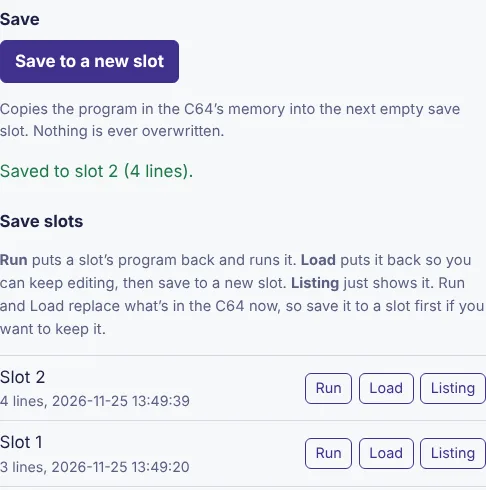 Save
Save to a new slot
Copies the program in the C64’s memory into the next empty save
slot. Nothing is ever overwritten.
Saved to slot 2 (4 lines).
Save slots
Run puts a slot’s program back and runs it. Load puts it back so you
can keep editing, then save to a new slot. Listing just shows it. Run
and Load replace what’s in the C64 now, so save it to a slot first if you
want to keep it.
Slot 2
4 lines, 2026-11-25 13:49:39
Run Load Listing
Slot 1
3 lines, 2026-11-25 13:49:20
Run Load Listing